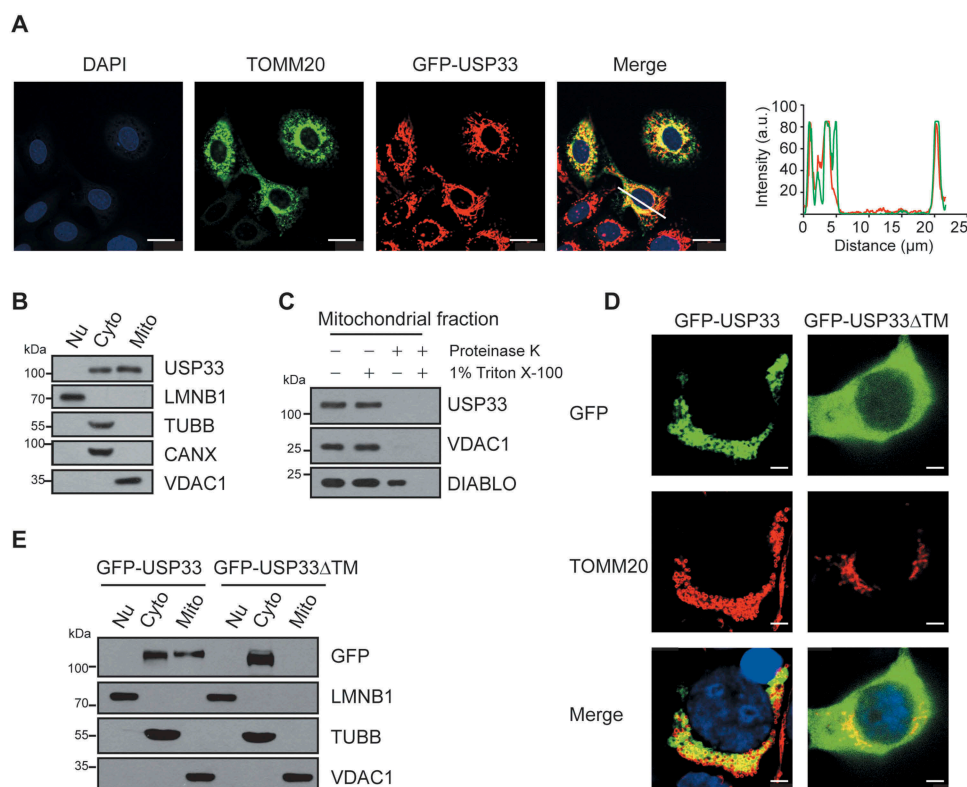 A
DAPI TOMM20 GFP-USP33 Merge
Intensity (a.u.)
100
80
60
40
20
0 5 10 15 20 25
Distance (μm)
B
Nu Cyto Mito
kDa
100 USP33
70 LMNB1
55 TUBB
100 CANX
35 VDAC1
C
Mitochondrial fraction
− − + + Proteinase K
− + − + 1% Triton X-100
kDa
100 USP33
25 VDAC1
25 DIABLO
D
GFP-USP33 GFP-USP33ΔTM
GFP
TOMM20
Merge
E
GFP-USP33 GFP-USP33ΔTM
Nu Cyto Mito Nu Cyto Mito
kDa
100 GFP
70 LMNB1
55 TUBB
35 VDAC1